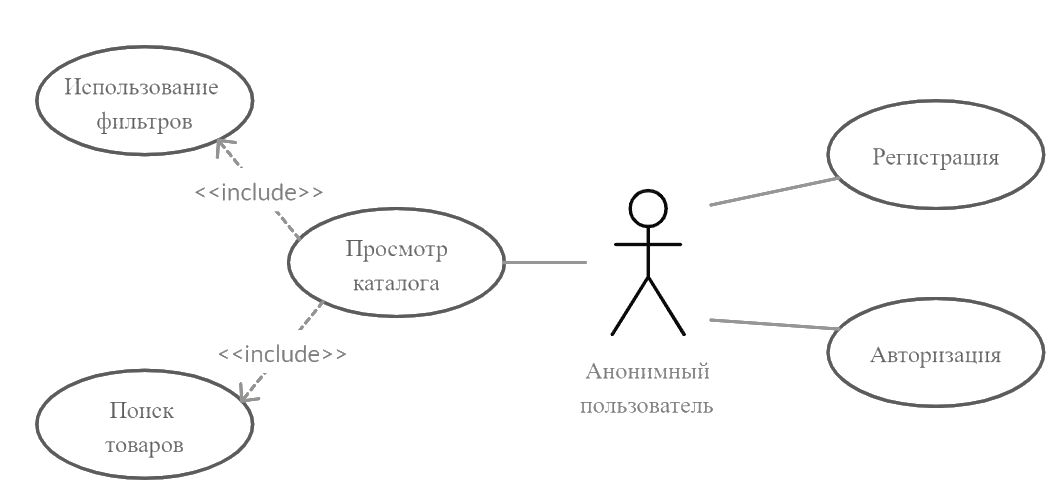 Использование
фильтров
<<include>>
Просмотр
каталога
<<include>>
Поиск
товаров
Анонимный
пользователь
Регистрация
Авторизация